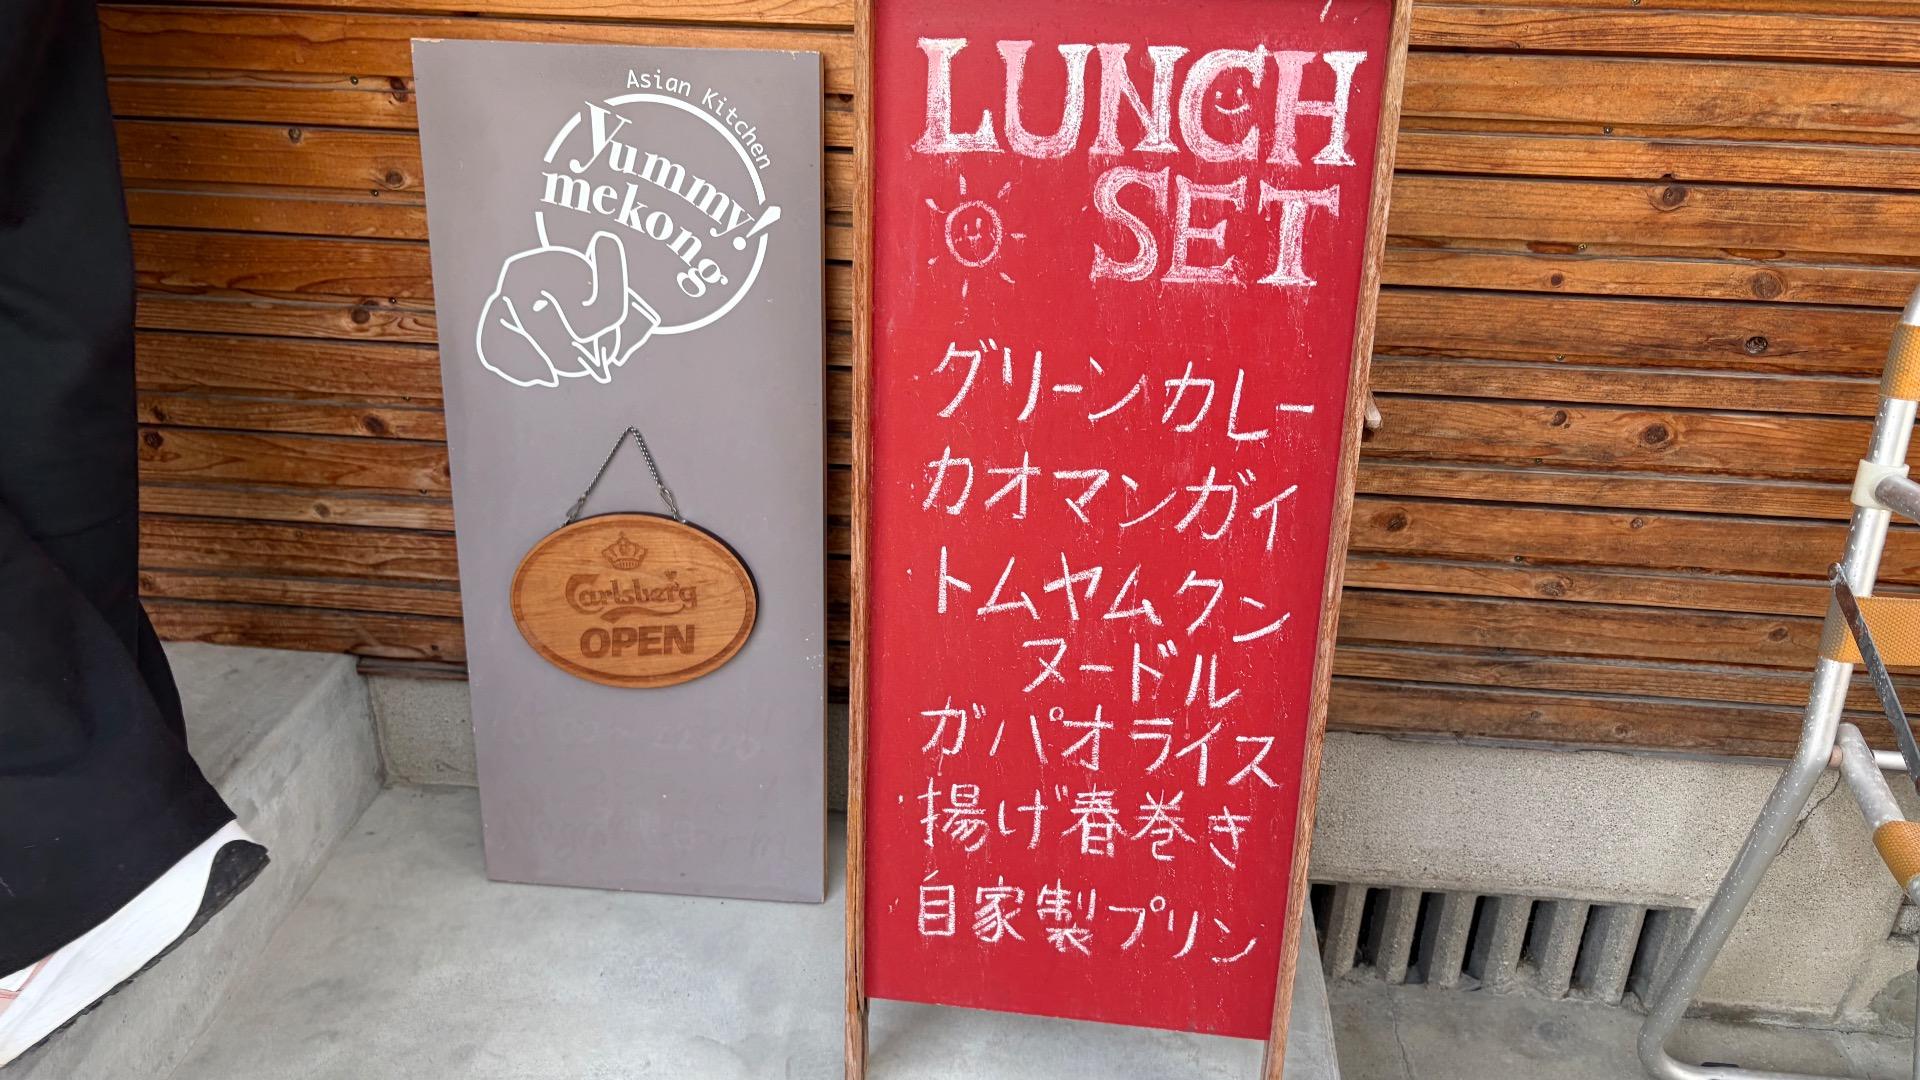 Asian Kitchen
Yummy!
mekong
Carlsberg
OPEN
LUNCH
SET
グリーンカレー
カオマンガイ
トムヤムクン
ヌードル
ガパオライス
揚げ春巻き
自家製プリン